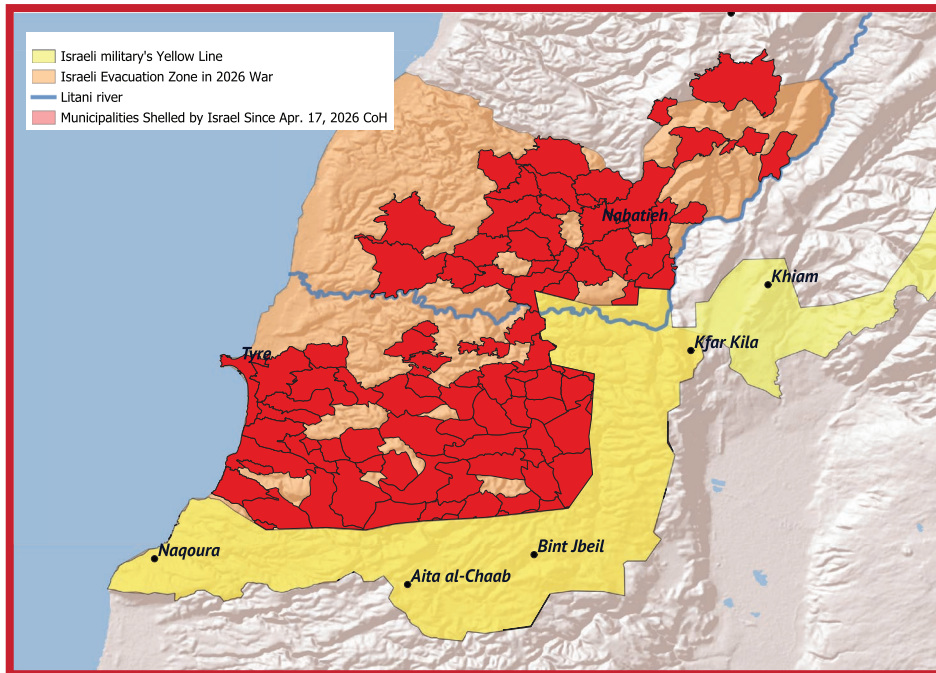 Israeli military's Yellow Line
Israeli Evacuation Zone in 2026 War
Litani river
Municipalities Shelled by Israel Since Apr. 17, 2026 CoH
Nabatieh
Khiam
Kfar Kila
Tyre
Naqoura
Bint Jbeil
Aita al-Chaab